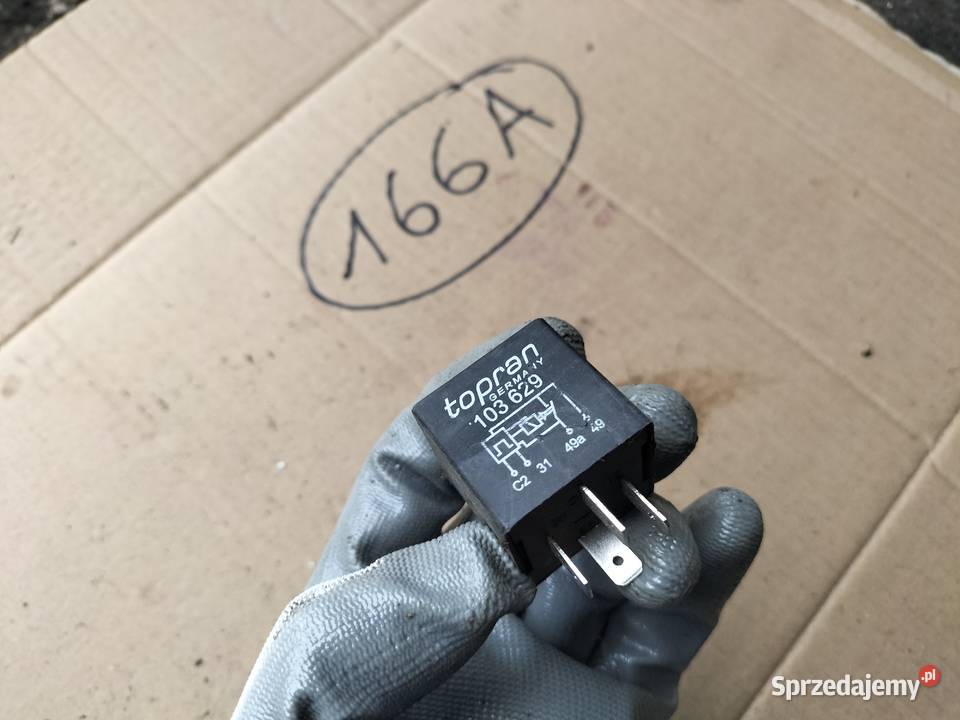 166A
topran
GERMANY
103 629
C2 31 49a 49
Sprzedajemy.pl